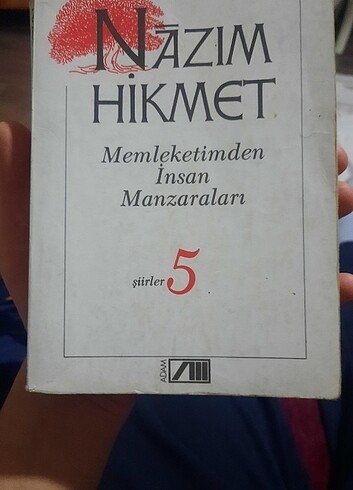 NÂZIM
HİKMET
Memleketimden
İnsan
Manzaraları
şiirler 5
ADAM